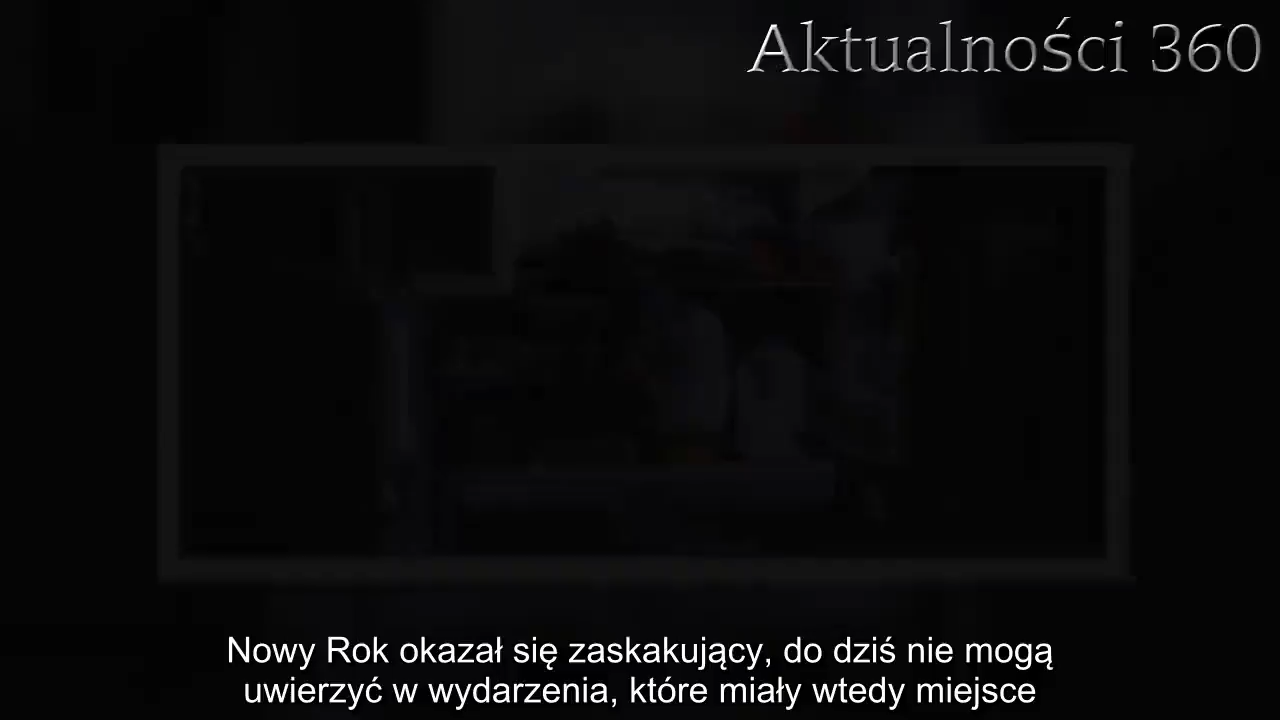 Aktualności 360
Nowy Rok okazał się zaskakujący, do dziś nie mogą
uwierzyć w wydarzenia, które miały wtedy miejsce